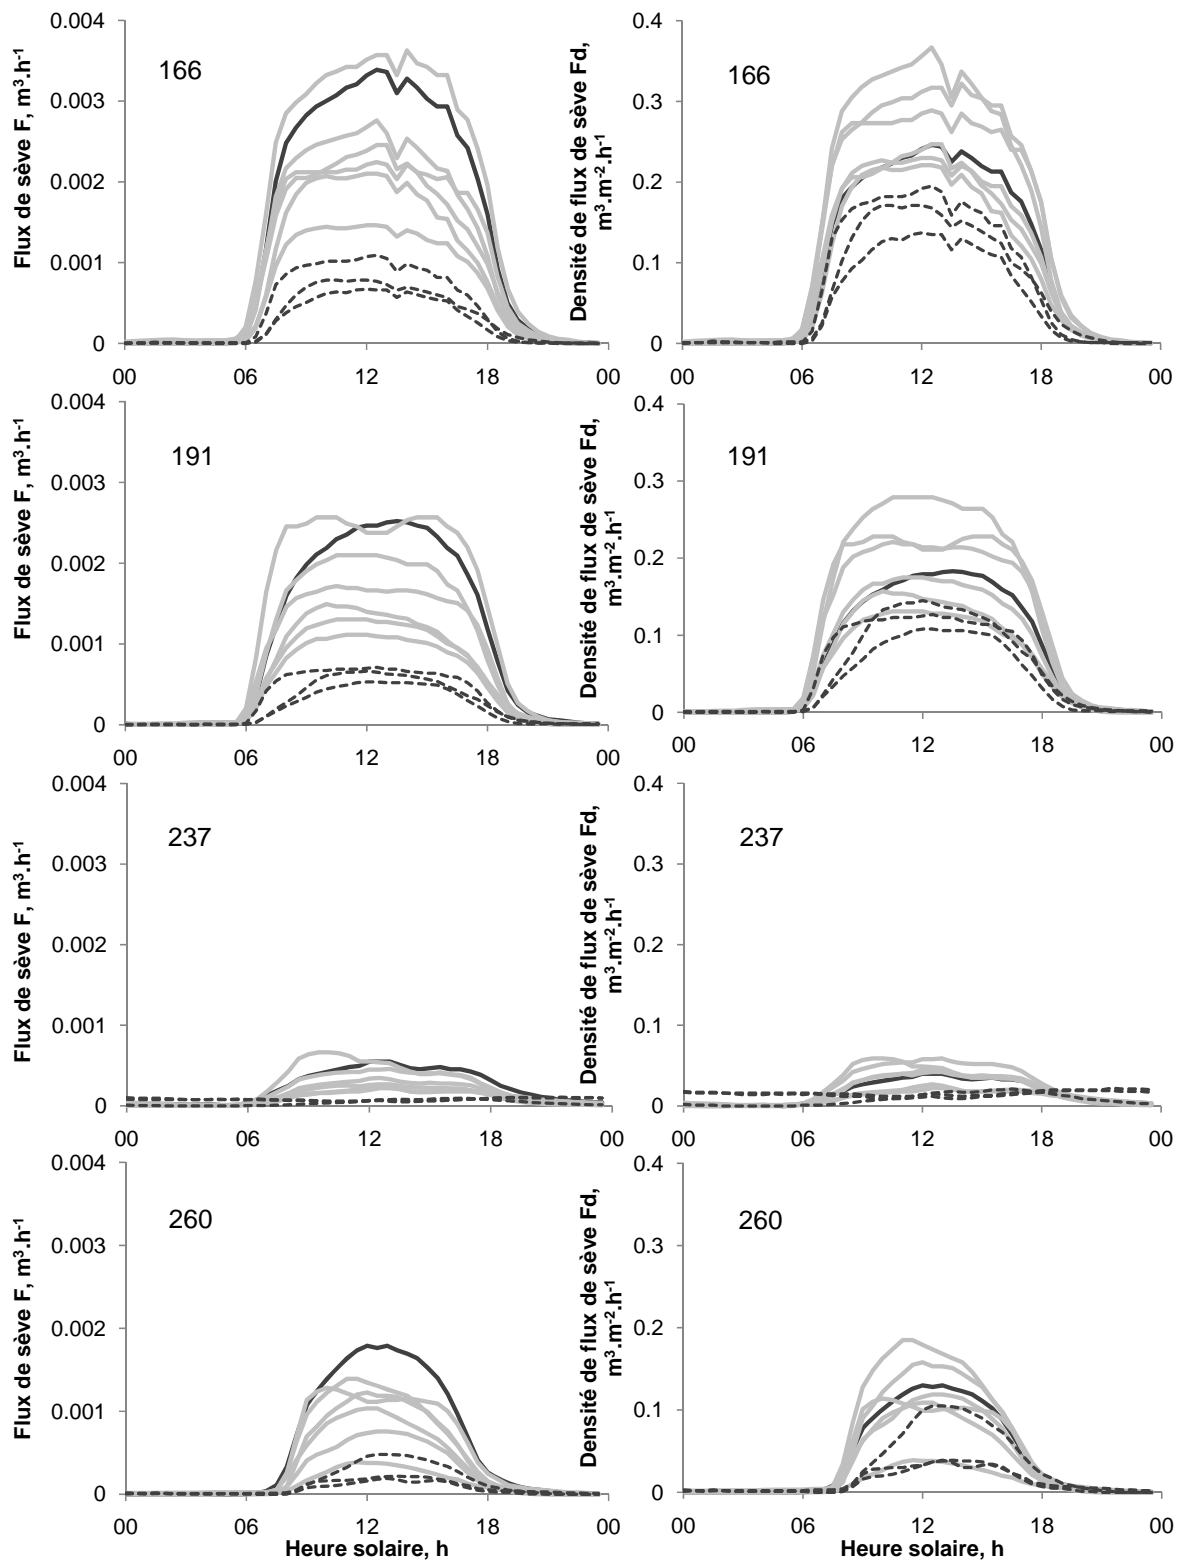 Flux de sève F, m³.h⁻¹
0.004
0.003
0.002
0.001
0
166
00 06 12 18 00
Densité de flux de sève Fd,
m³.m⁻².h⁻¹
0.4
0.3
0.2
0.1
0
166
00 06 12 18 00
Flux de sève F, m³.h⁻¹
0.004
0.003
0.002
0.001
0
191
00 06 12 18 00
Densité de flux de sève Fd,
m³.m⁻².h⁻¹
0.4
0.3
0.2
0.1
0
191
00 06 12 18 00
Flux de sève F, m³.h⁻¹
0.004
0.003
0.002
0.001
0
237
00 06 12 18 00
Densité de flux de sève Fd,
m³.m⁻².h⁻¹
0.4
0.3
0.2
0.1
0
237
00 06 12 18 00
Flux de sève F, m³.h⁻¹
0.004
0.003
0.002
0.001
0
260
00 06 12 18 00
Heure solaire, h
Densité de flux de sève Fd,
m³.m⁻².h⁻¹
0.4
0.3
0.2
0.1
0
260
00 06 12 18 00
Heure solaire, h